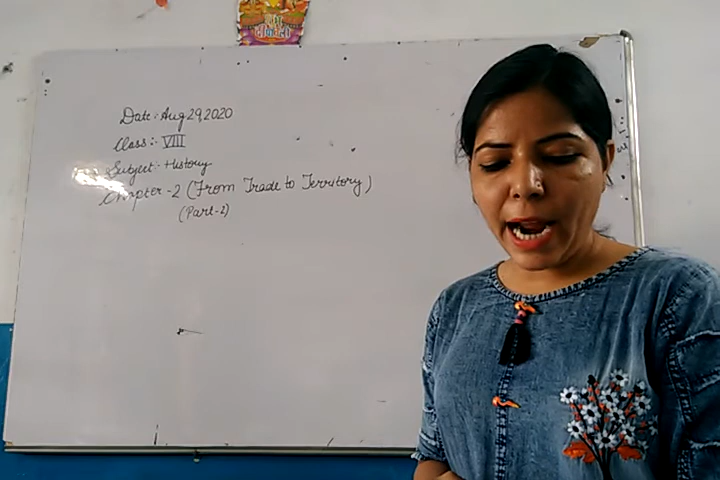 Date:- Aug 29, 2020
Class:- VIII
Subject:- History
Chapter -2 (From Trade to Territory)
(Part-2)